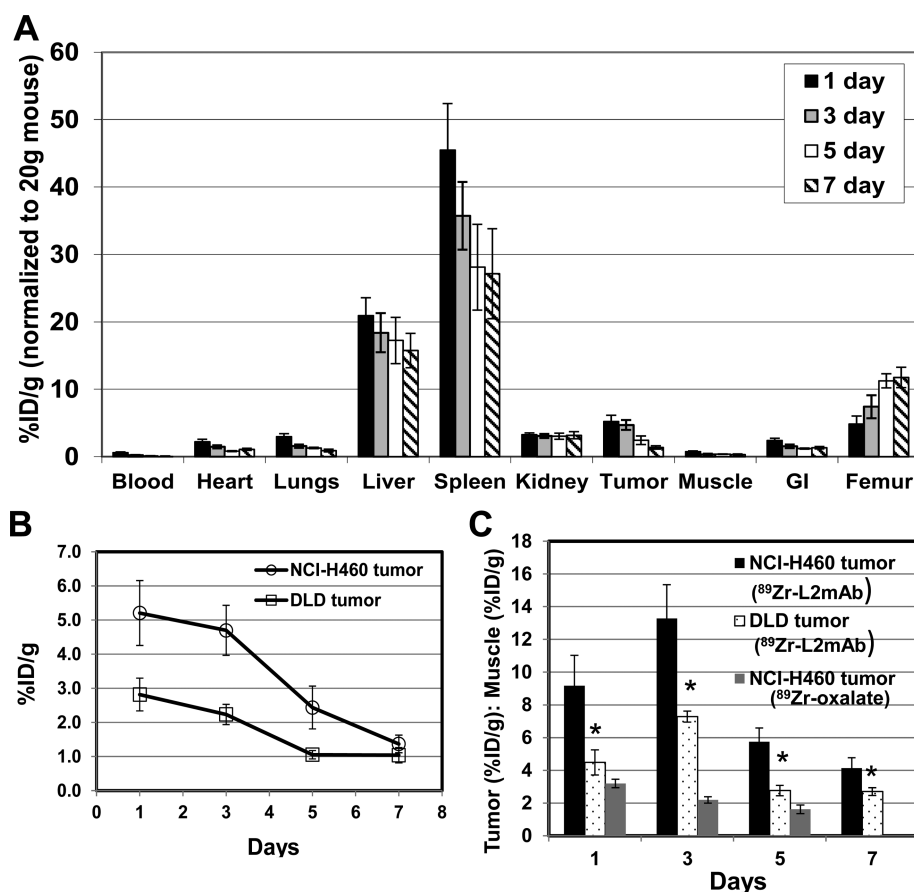 A
%ID/g (normalized to 20g mouse)
60
50
40
30
20
10
0
1 day
3 day
5 day
7 day
Blood Heart Lungs Liver Spleen Kidney Tumor Muscle GI Femur
B
%ID/g
7.0
6.0
5.0
4.0
3.0
2.0
1.0
0.0
NCI-H460 tumor
DLD tumor
0 1 2 3 4 5 6 7 8
Days
C
Tumor (%ID/g): Muscle (%ID/g)
18
16
14
12
10
8
6
4
2
0
NCI-H460 tumor
(⁸⁹Zr-L2mAb)
DLD tumor
(⁸⁹Zr-L2mAb)
NCI-H460 tumor
(⁸⁹Zr-oxalate)
* * * *
1 3 5 7
Days